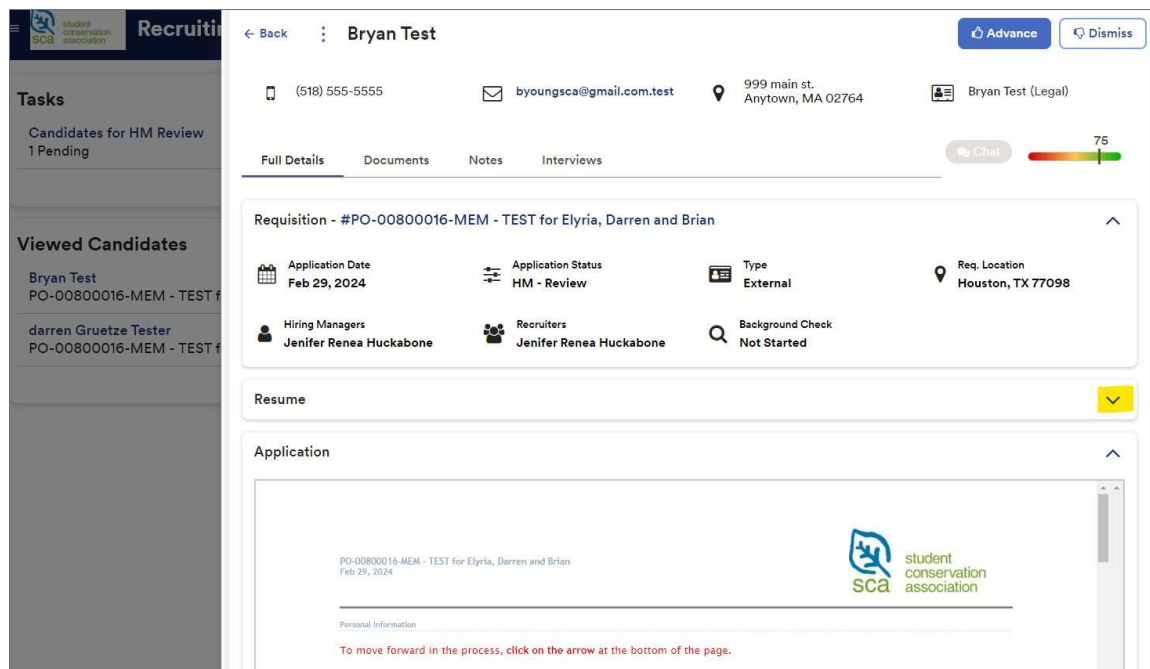 student
conservation
association
sca
Recruiti
Back
Bryan Test
Advance
Dismiss
Tasks
Candidates for HM Review
1 Pending
Viewed Candidates
Bryan Test
PO-00800016-MEM - TEST f
darren Gruetze Tester
PO-00800016-MEM - TEST f
(518) 555-5555
byoungsca@gmail.com.test
999 main st.
Anytown, MA 02764
Bryan Test (Legal)
Full Details Documents Notes Interviews
Chat
75
Requisition - #PO-00800016-MEM - TEST for Elyria, Darren and Brian
Application Date
Feb 29, 2024
Application Status
HM - Review
Type
External
Req. Location
Houston, TX 77098
Hiring Managers
Jenifer Renea Huckabone
Recruiters
Jenifer Renea Huckabone
Background Check
Not Started
Resume
Application
PO-00800016-MEM - TEST for Elyria, Darren and Brian
Feb 29, 2024
sca
student
conservation
association
Personal Information
To move forward in the process, click on the arrow at the bottom of the page.